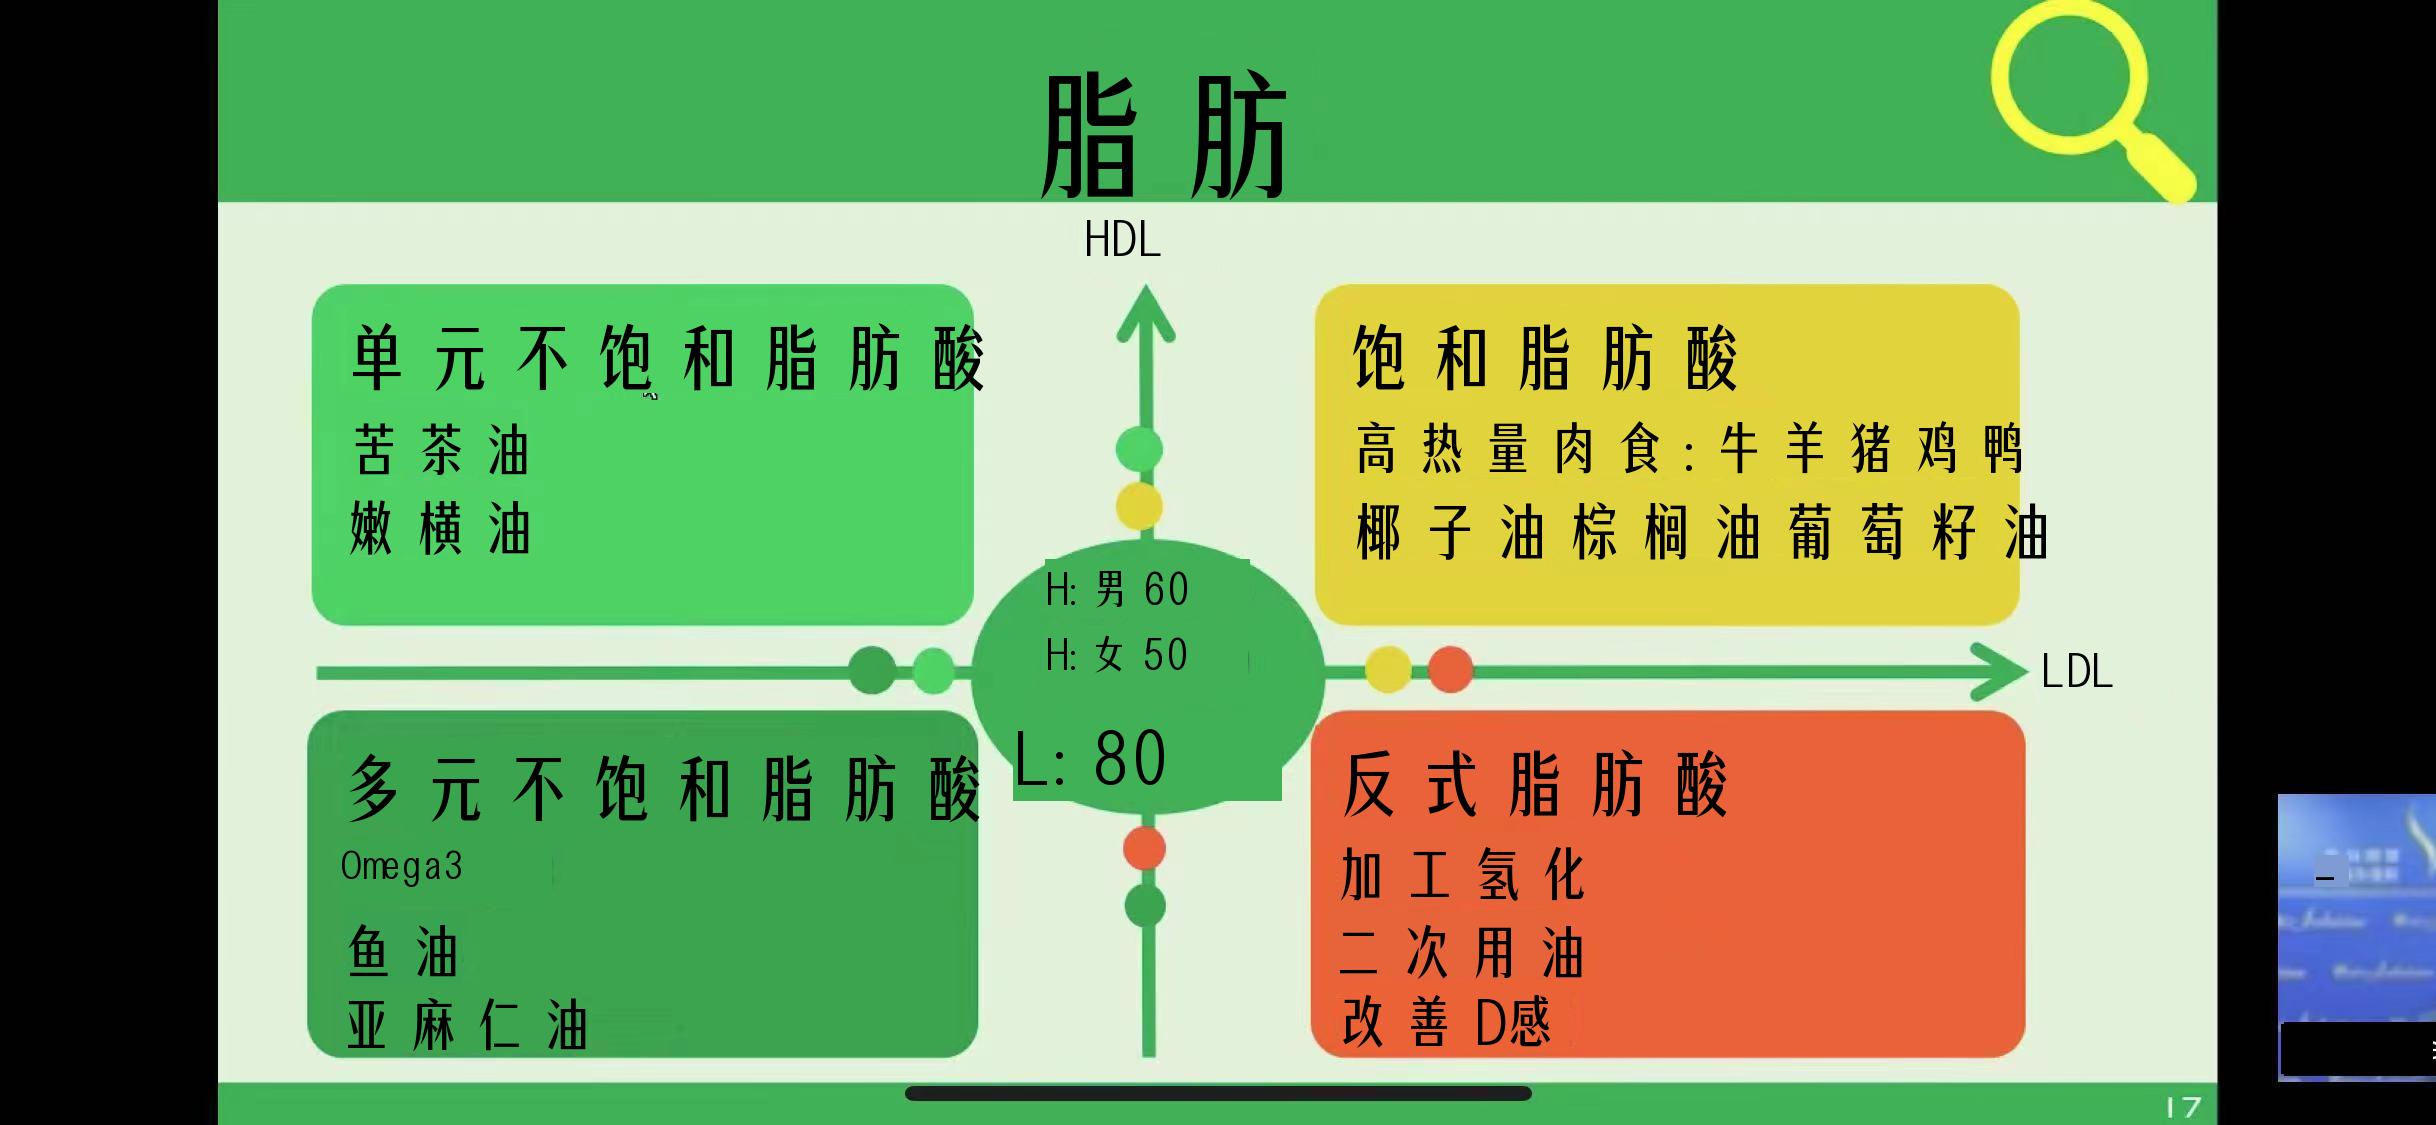 脂肪
HDL
单元不饱和脂肪酸
苦茶油
嫩横油
饱和脂肪酸
高热量肉食:牛羊猪鸡鸭
椰子油棕榈油葡萄籽油
H: 男 60
H: 女 50
L: 80
LDL
多元不饱和脂肪酸
Omega3
鱼油
亚麻仁油
反式脂肪酸
加工氢化
二次用油
改善D感
17